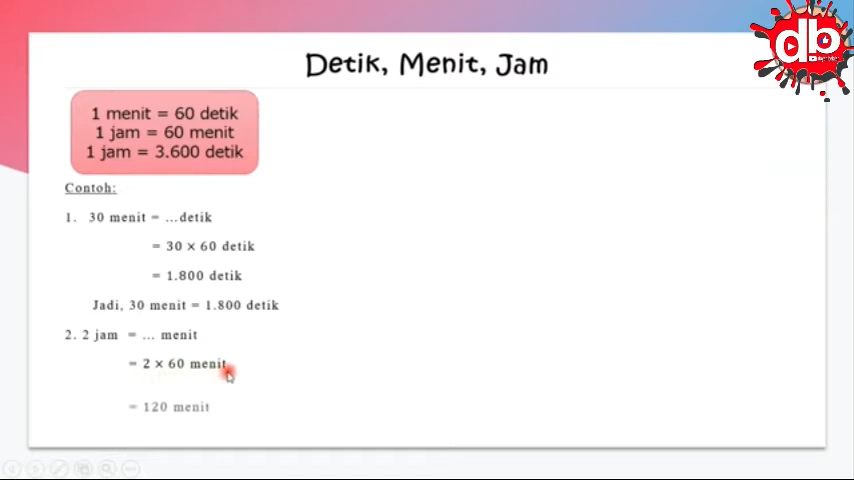 Detik, Menit, Jam
db
1 menit = 60 detik
1 jam = 60 menit
1 jam = 3.600 detik
Contoh:
1. 30 menit = ...detik
= 30 × 60 detik
= 1.800 detik
Jadi, 30 menit = 1.800 detik
2. 2 jam = ... menit
= 2 × 60 menit
= 120 menit